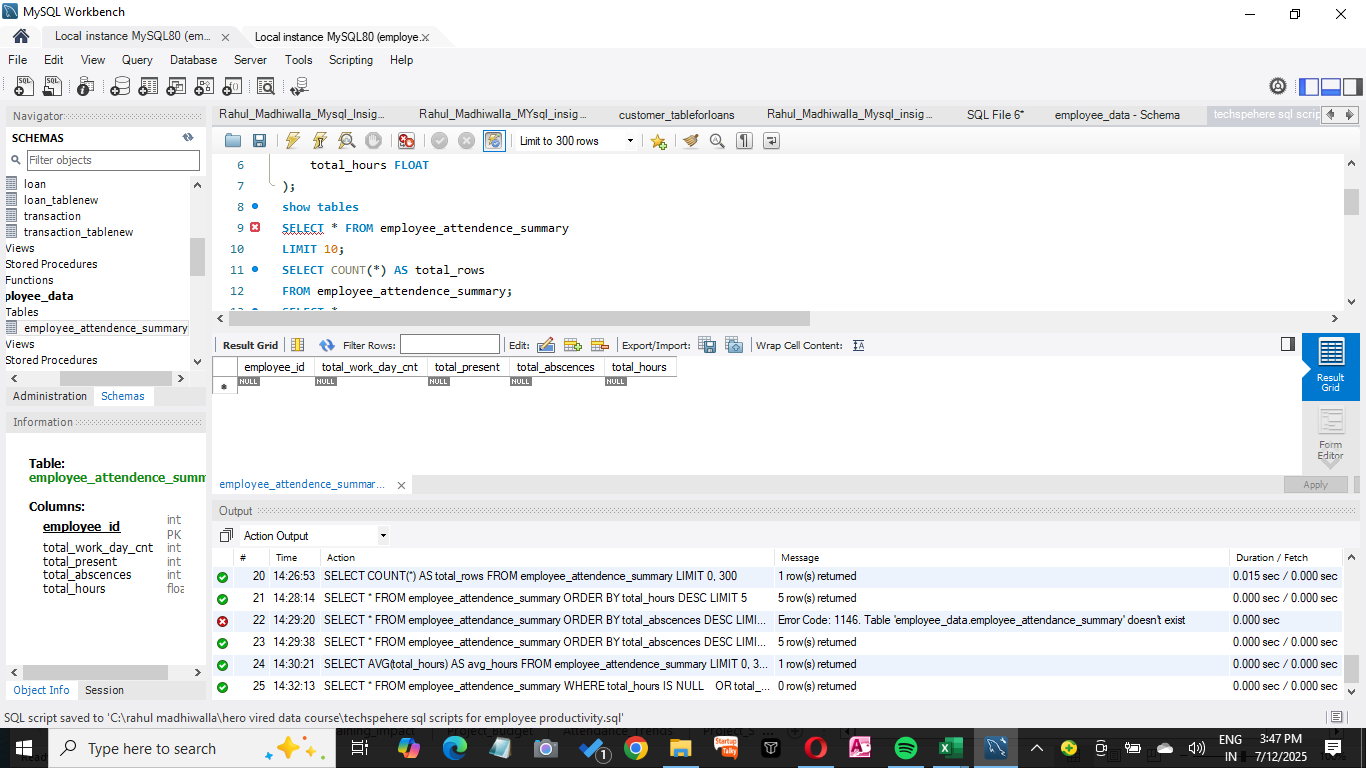 MySQL Workbench
Local instance MySQL80 (em...
Local instance MySQL80 (employe...
File Edit View Query Database Server Tools Scripting Help
Navigator
SCHEMAS
Filter objects
loan
loan_tablenew
transaction
transaction_tablenew
Views
Stored Procedures
Functions
ployee_data
Tables
employee_attendence_summary
Views
Stored Procedures
Administration Schemas
Information
Table:
employee_attendence_summ
Columns:
employee_id int PK
total_work_day_cnt int
total_present int
total_abscences int
total_hours floa
Object Info Session
Rahul_Madhiwalla_Mysql_Insig... Rahul_Madhiwalla_MYsql_insig... customer_tableforloans Rahul_Madhiwalla_Mysql_insig... SQL File 6* employee_data - Schema techspehere sql scrip
Limit to 300 rows
6 total_hours FLOAT
7 );
8 show tables
9 SELECT * FROM employee_attendence_summary
10 LIMIT 10;
11 SELECT COUNT(*) AS total_rows
12 FROM employee_attendence_summary;
Result Grid Filter Rows: Edit: Export/Import: Wrap Cell Content:
employee_id total_work_day_cnt total_present total_abscences total_hours
NULL NULL NULL NULL NULL
Result Grid
Form Editor
employee_attendence_summar...
Apply
Output
Action Output
# Time Action Message Duration / Fetch
20 14:26:53 SELECT COUNT(*) AS total_rows FROM employee_attendence_summary LIMIT 0, 300 1 row(s) returned 0.015 sec / 0.000 sec
21 14:28:14 SELECT * FROM employee_attendence_summary ORDER BY total_hours DESC LIMIT 5 5 row(s) returned 0.000 sec / 0.000 sec
22 14:29:20 SELECT * FROM employee_attendance_summary ORDER BY total_abscences DESC LIMI... Error Code: 1146. Table 'employee_data.employee_attendance_summary' doesn't exist 0.000 sec
23 14:29:38 SELECT * FROM employee_attendence_summary ORDER BY total_abscences DESC LIMI... 5 row(s) returned 0.000 sec / 0.000 sec
24 14:30:21 SELECT AVG(total_hours) AS avg_hours FROM employee_attendence_summary LIMIT 0, 3... 1 row(s) returned 0.000 sec / 0.000 sec
25 14:32:13 SELECT * FROM employee_attendence_summary WHERE total_hours IS NULL OR total_... 0 row(s) returned 0.000 sec / 0.000 sec
SQL script saved to 'C:\rahul madhiwalla\hero vired data course\techspehere sql scripts for employee productivity.sql'
Type here to search
1
Startup Talky
ENG
IN
3:47 PM
7/12/2025